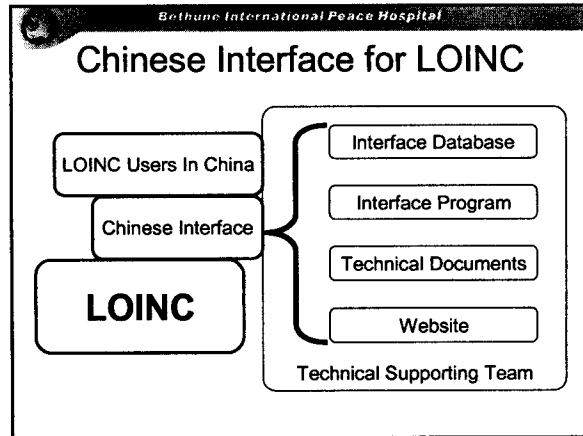 Bethune International Peace Hospital
Chinese Interface for LOINC
LOINC Users In China
Chinese Interface
LOINC
Interface Database
Interface Program
Technical Documents
Website
Technical Supporting Team